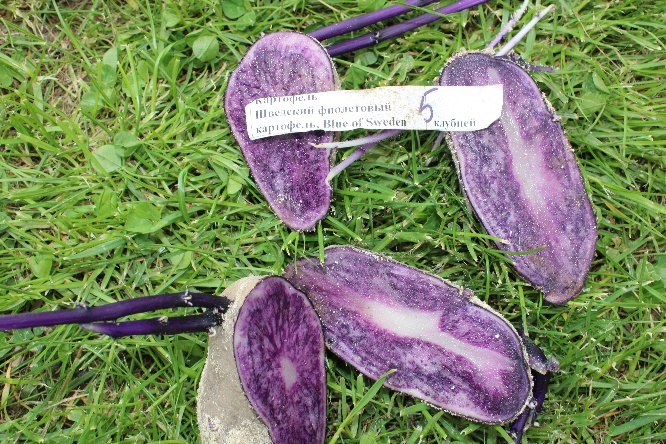 Картофель
Шведский фиолетовый
картофель, Blue of Sweden 5 клубней